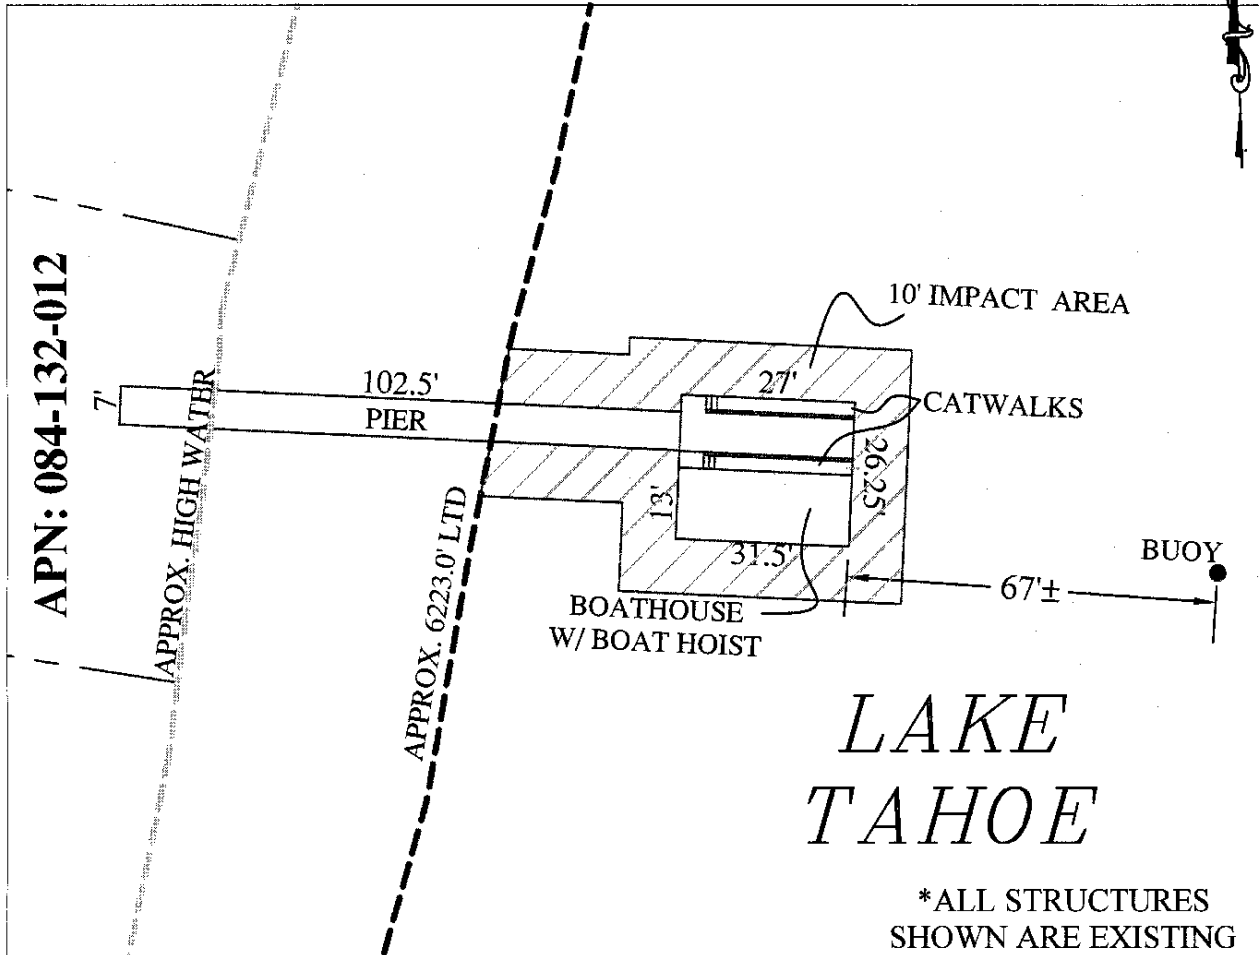 APN: 084-132-012
APPROX. HIGH WATER
7'
102.5'
PIER
APPROX. 6223.0' LTD
10' IMPACT AREA
27'
CATWALKS
26.25'
13'
31.5'
BOATHOUSE
W/ BOAT HOIST
67'±
BUOY
LAKE
TAHOE
*ALL STRUCTURES
SHOWN ARE EXISTING